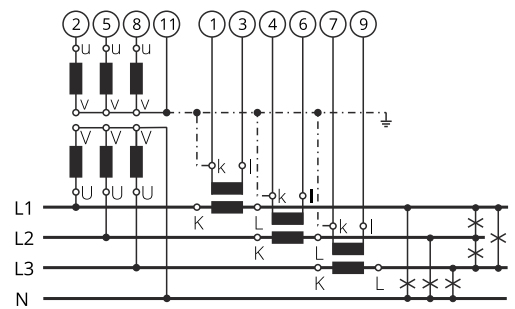 2 5 8 11 1 3 4 6 7 9
u u u
v v v
V V V
k l
U U U
k l
L1
K L
k l
L2
K L
L3
K L
N